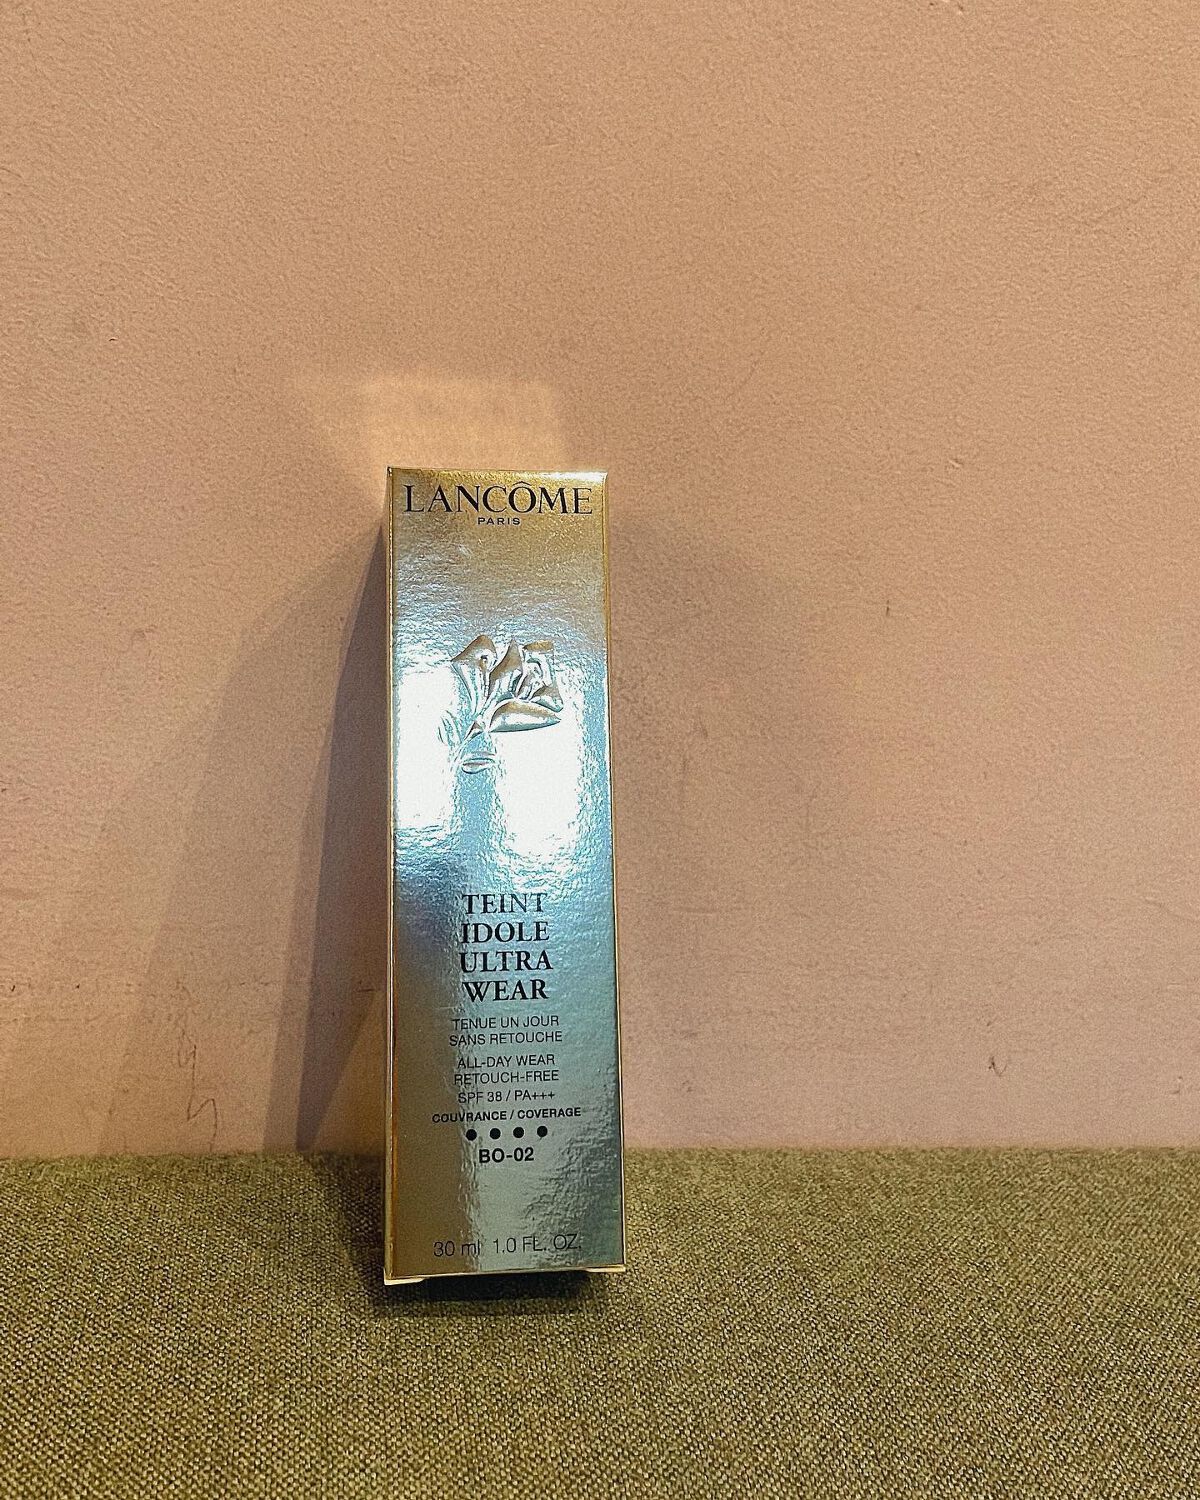 LANCÔME
PARIS
TEINT
IDOLE
ULTRA
WEAR
TENUE UN JOUR
SANS RETOUCHE
ALL-DAY WEAR
RETOUCH-FREE
SPF 38 / PA+++
COUVRANCE / COVERAGE
BO-02
30 ml 1.0 FL. OZ.